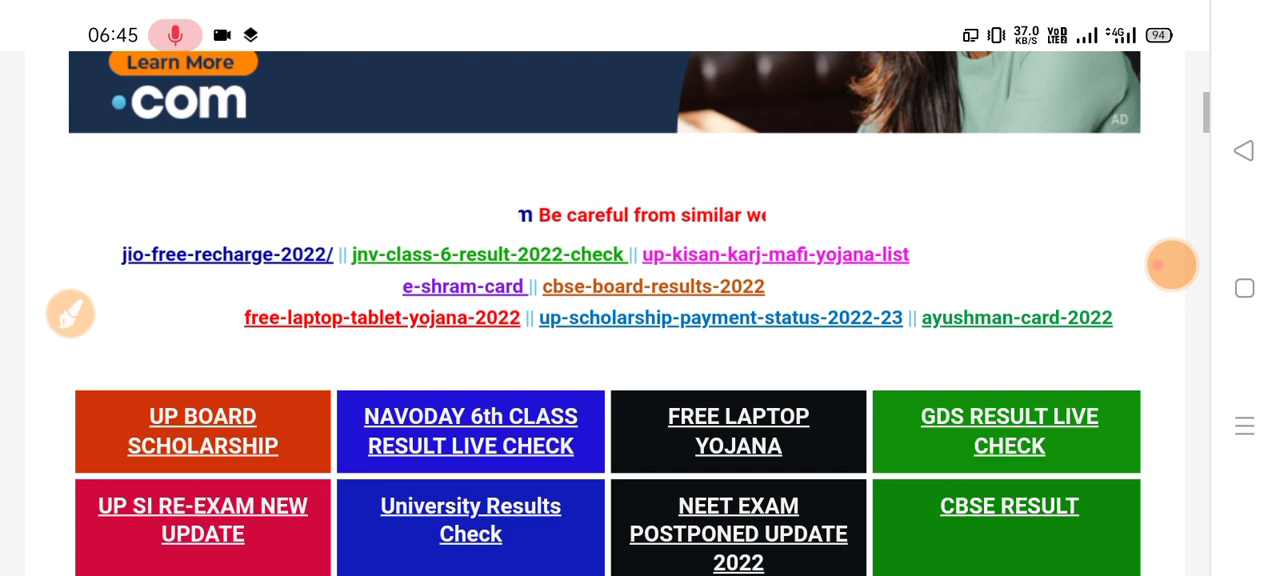 06:45 37.0 KB/S VoD LTE 4G 94
Learn More
.com
AD
Be careful from similar
jio-free-recharge-2022/ || jnv-class-6-result-2022-check || up-kisan-karj-mafi-yojana-list
e-shram-card || cbse-board-results-2022
free-laptop-tablet-yojana-2022 || up-scholarship-payment-status-2022-23 || ayushman-card-2022
UP BOARD
SCHOLARSHIP
NAVODAY 6th CLASS
RESULT LIVE CHECK
FREE LAPTOP
YOJANA
GDS RESULT LIVE
CHECK
UP SI RE-EXAM NEW
UPDATE
University Results
Check
NEET EXAM
POSTPONED UPDATE
2022
CBSE RESULT